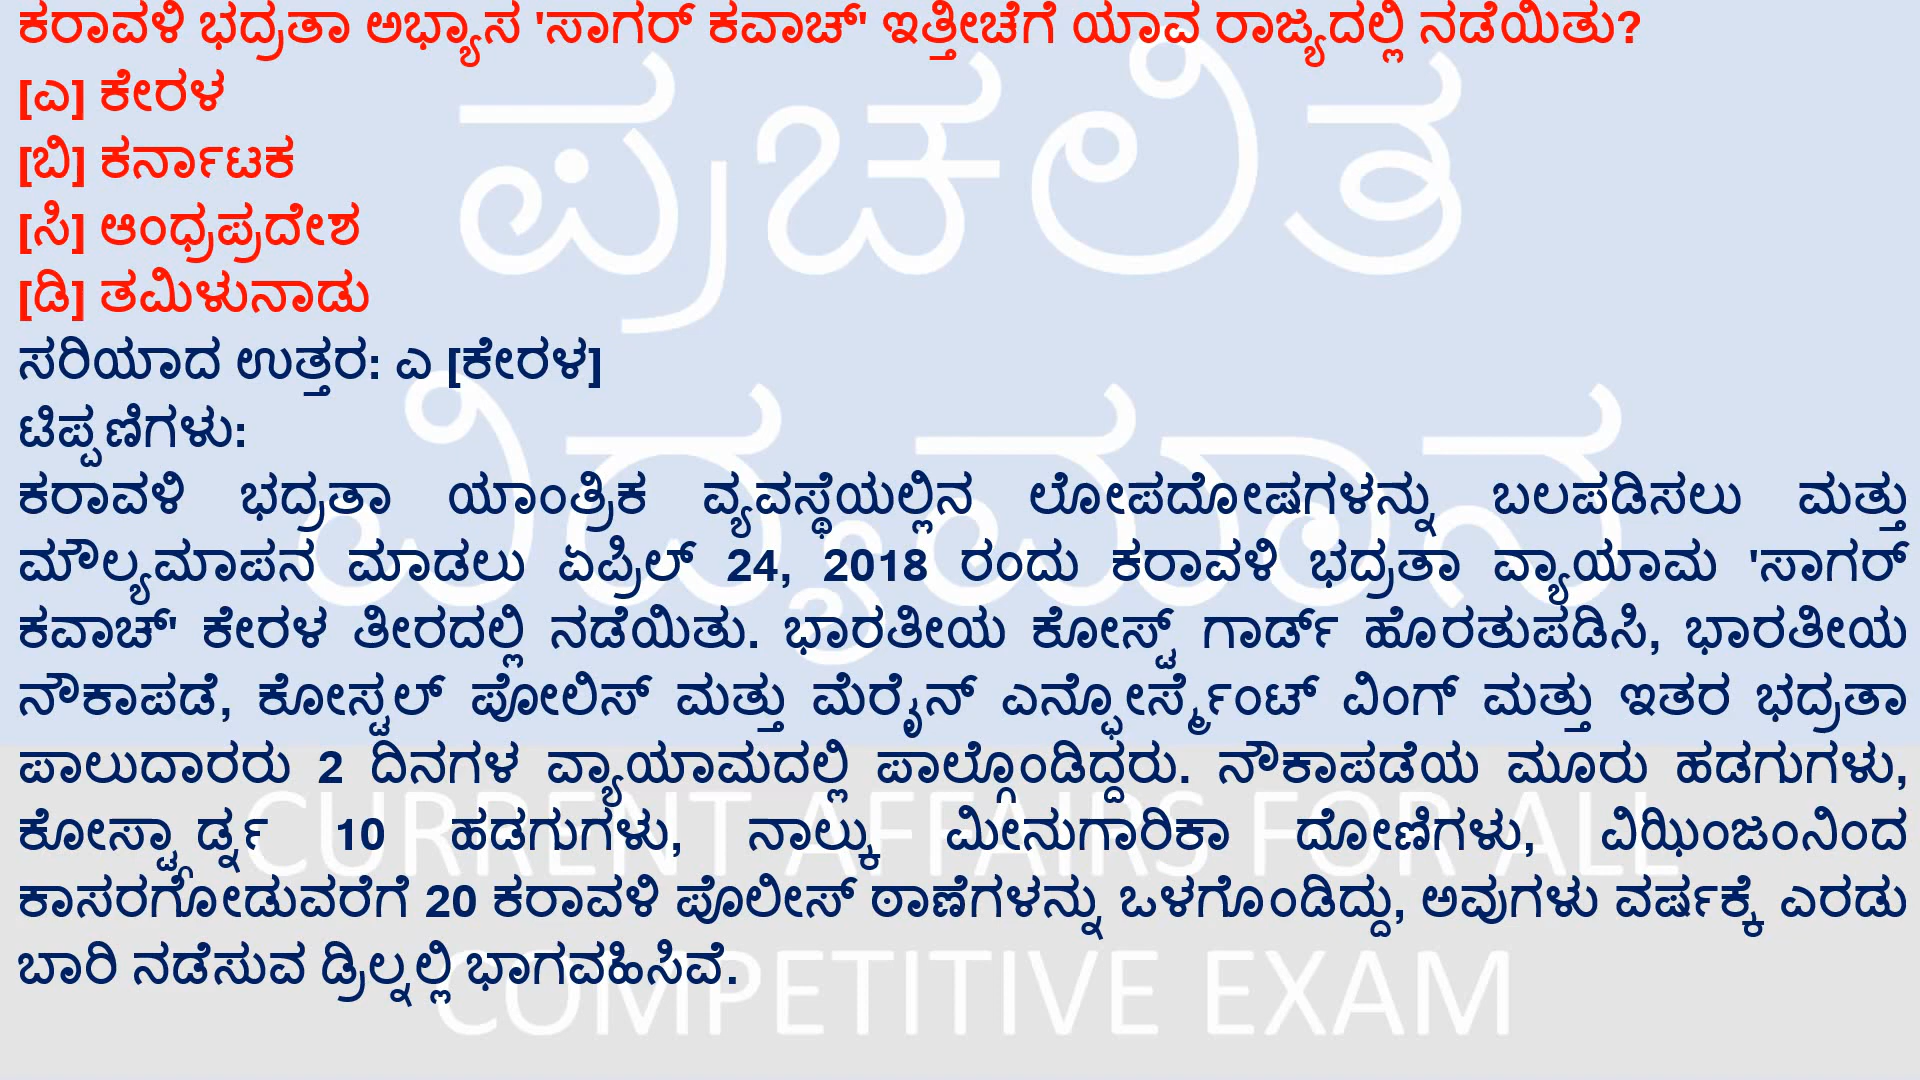 ಕರಾವಳಿ ಭದ್ರತಾ ಅಭ್ಯಾಸ 'ಸಾಗರ್ ಕವಾಚ್' ಇತ್ತೀಚೆಗೆ ಯಾವ ರಾಜ್ಯದಲ್ಲಿ ನಡೆಯಿತು?
[ಎ] ಕೇರಳ
[ಬಿ] ಕರ್ನಾಟಕ
[ಸಿ] ಆಂಧ್ರಪ್ರದೇಶ
[ಡಿ] ತಮಿಳುನಾಡು
ಸರಿಯಾದ ಉತ್ತರ: ಎ [ಕೇರಳ]
ಟಿಪ್ಪಣಿಗಳು:
ಕರಾವಳಿ ಭದ್ರತಾ ಯಾಂತ್ರಿಕ ವ್ಯವಸ್ಥೆಯಲ್ಲಿನ ಲೋಪದೋಷಗಳನ್ನು ಬಲಪಡಿಸಲು ಮತ್ತು
ಮೌಲ್ಯಮಾಪನ ಮಾಡಲು ಏಪ್ರಿಲ್ 24, 2018 ರಂದು ಕರಾವಳಿ ಭದ್ರತಾ ವ್ಯಾಯಾಮ 'ಸಾಗರ್
ಕವಾಚ್' ಕೇರಳ ತೀರದಲ್ಲಿ ನಡೆಯಿತು. ಭಾರತೀಯ ಕೋಸ್ಟ್ ಗಾರ್ಡ್ ಹೊರತುಪಡಿಸಿ, ಭಾರತೀಯ
ನೌಕಾಪಡೆ, ಕೋಸ್ಟಲ್ ಪೋಲಿಸ್ ಮತ್ತು ಮೆರೈನ್ ಎನ್ಫೋರ್ಸ್ಮೆಂಟ್ ವಿಂಗ್ ಮತ್ತು ಇತರ ಭದ್ರತಾ
ಪಾಲುದಾರರು 2 ದಿನಗಳ ವ್ಯಾಯಾಮದಲ್ಲಿ ಪಾಲ್ಗೊಂಡಿದ್ದರು. ನೌಕಾಪಡೆಯ ಮೂರು ಹಡಗುಗಳು,
ಕೋಸ್ಟ್ಗಾರ್ಡ್ನ 10 ಹಡಗುಗಳು, ನಾಲ್ಕು ಮೀನುಗಾರಿಕಾ ದೋಣಿಗಳು, ವಿಝಿಂಜಂನಿಂದ
ಕಾಸರಗೋಡುವರೆಗೆ 20 ಕರಾವಳಿ ಪೊಲೀಸ್ ಠಾಣೆಗಳನ್ನು ಒಳಗೊಂಡಿದ್ದು, ಅವುಗಳು ವರ್ಷಕ್ಕೆ ಎರಡು
ಬಾರಿ ನಡೆಸುವ ಡ್ರಿಲ್ನಲ್ಲಿ ಭಾಗವಹಿಸಿವೆ.
ಪ್ರಚಲಿತ
ವಿದ್ಯಮಾನ
CURRENT AFFAIRS FOR ALL
COMPETITIVE EXAM